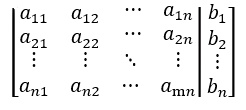 a₁₁ a₁₂ ⋯ a₁ₙ b₁
a₂₁ a₂₂ ⋯ a₂ₙ b₂
⋮ ⋮ ⋱ ⋮ ⋮
aₙ₁ aₙ₂ ⋯ aₘₙ bₙ